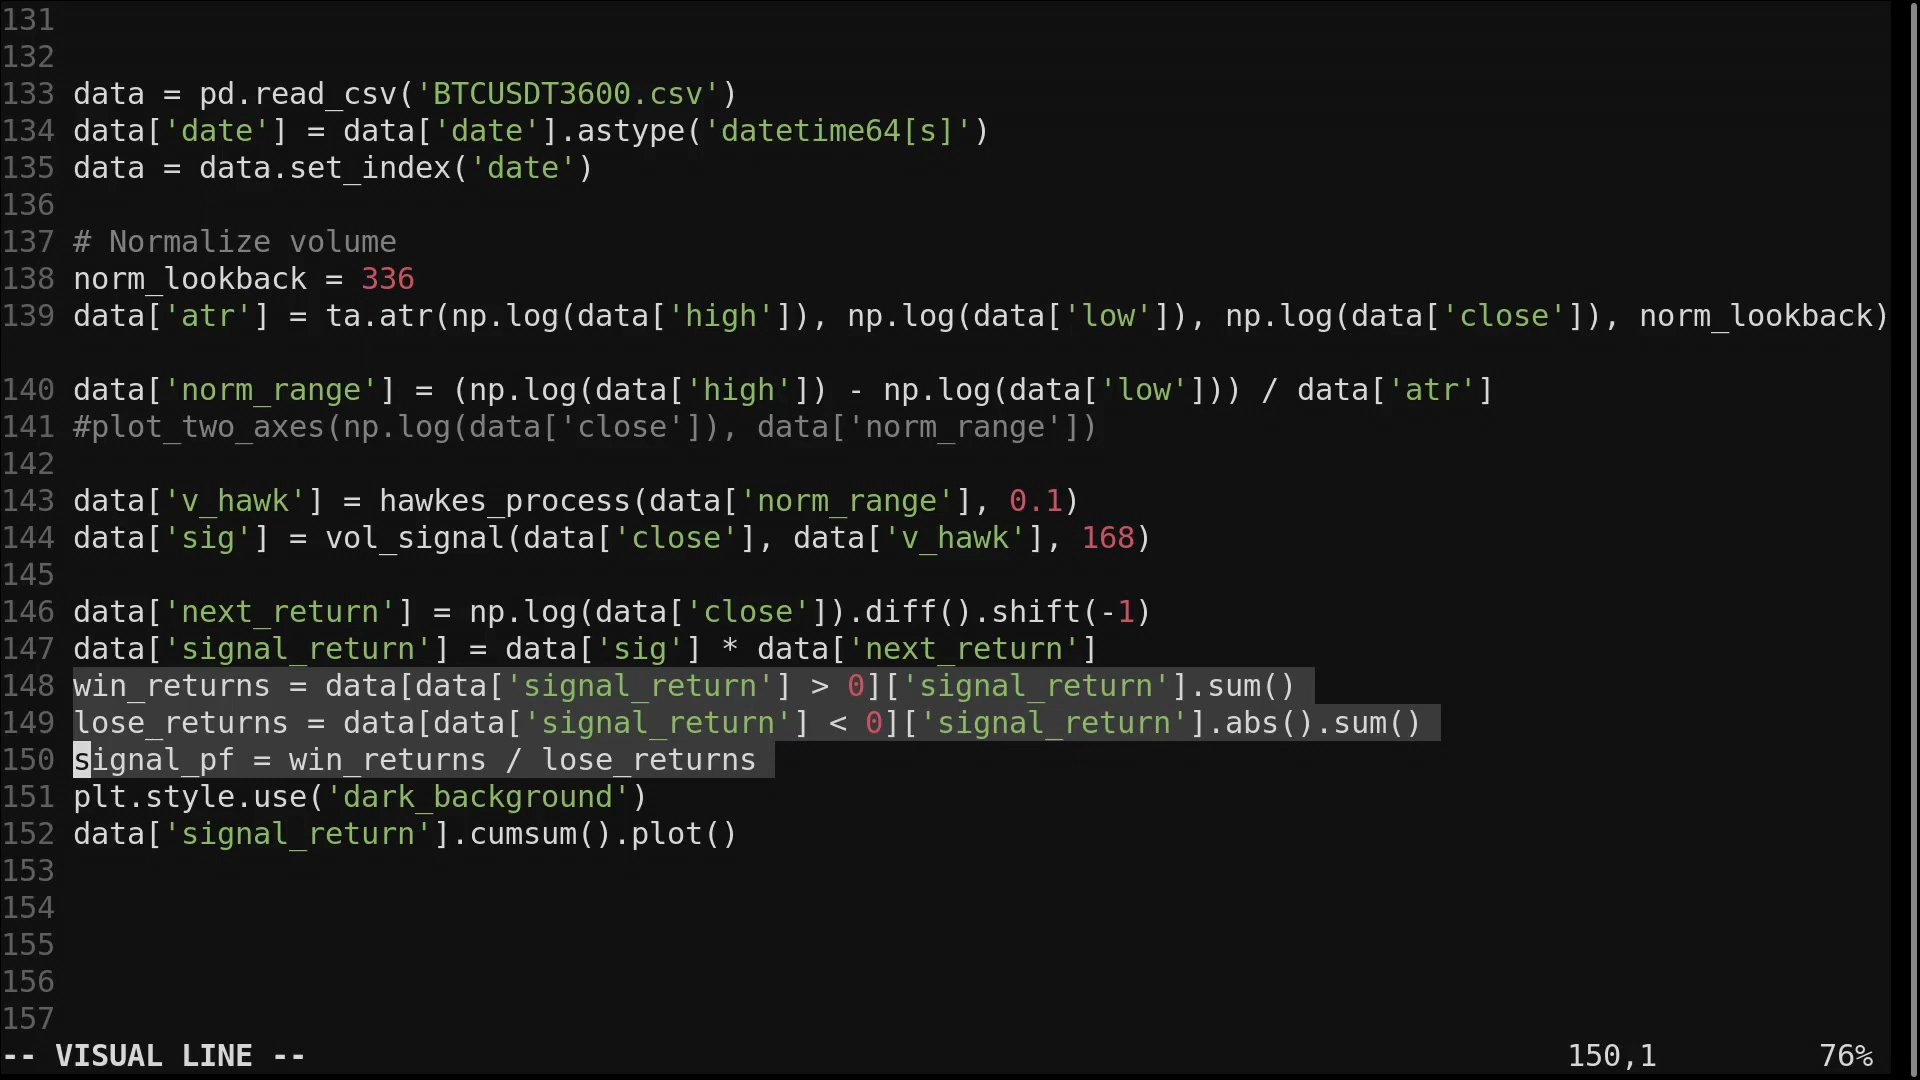 131
132
133 data = pd.read_csv('BTCUSDT3600.csv')
134 data['date'] = data['date'].astype('datetime64[s]')
135 data = data.set_index('date')
136
137 # Normalize volume
138 norm_lookback = 336
139 data['atr'] = ta.atr(np.log(data['high']), np.log(data['low']), np.log(data['close']), norm_lookback)
140 data['norm_range'] = (np.log(data['high']) - np.log(data['low'])) / data['atr']
141 #plot_two_axes(np.log(data['close']), data['norm_range'])
142
143 data['v_hawk'] = hawkes_process(data['norm_range'], 0.1)
144 data['sig'] = vol_signal(data['close'], data['v_hawk'], 168)
145
146 data['next_return'] = np.log(data['close']).diff().shift(-1)
147 data['signal_return'] = data['sig'] * data['next_return']
148 win_returns = data[data['signal_return'] > 0]['signal_return'].sum()
149 lose_returns = data[data['signal_return'] < 0]['signal_return'].abs().sum()
150 signal_pf = win_returns / lose_returns
151 plt.style.use('dark_background')
152 data['signal_return'].cumsum().plot()
153
154
155
156
157
-- VISUAL LINE -- 150,1 76%